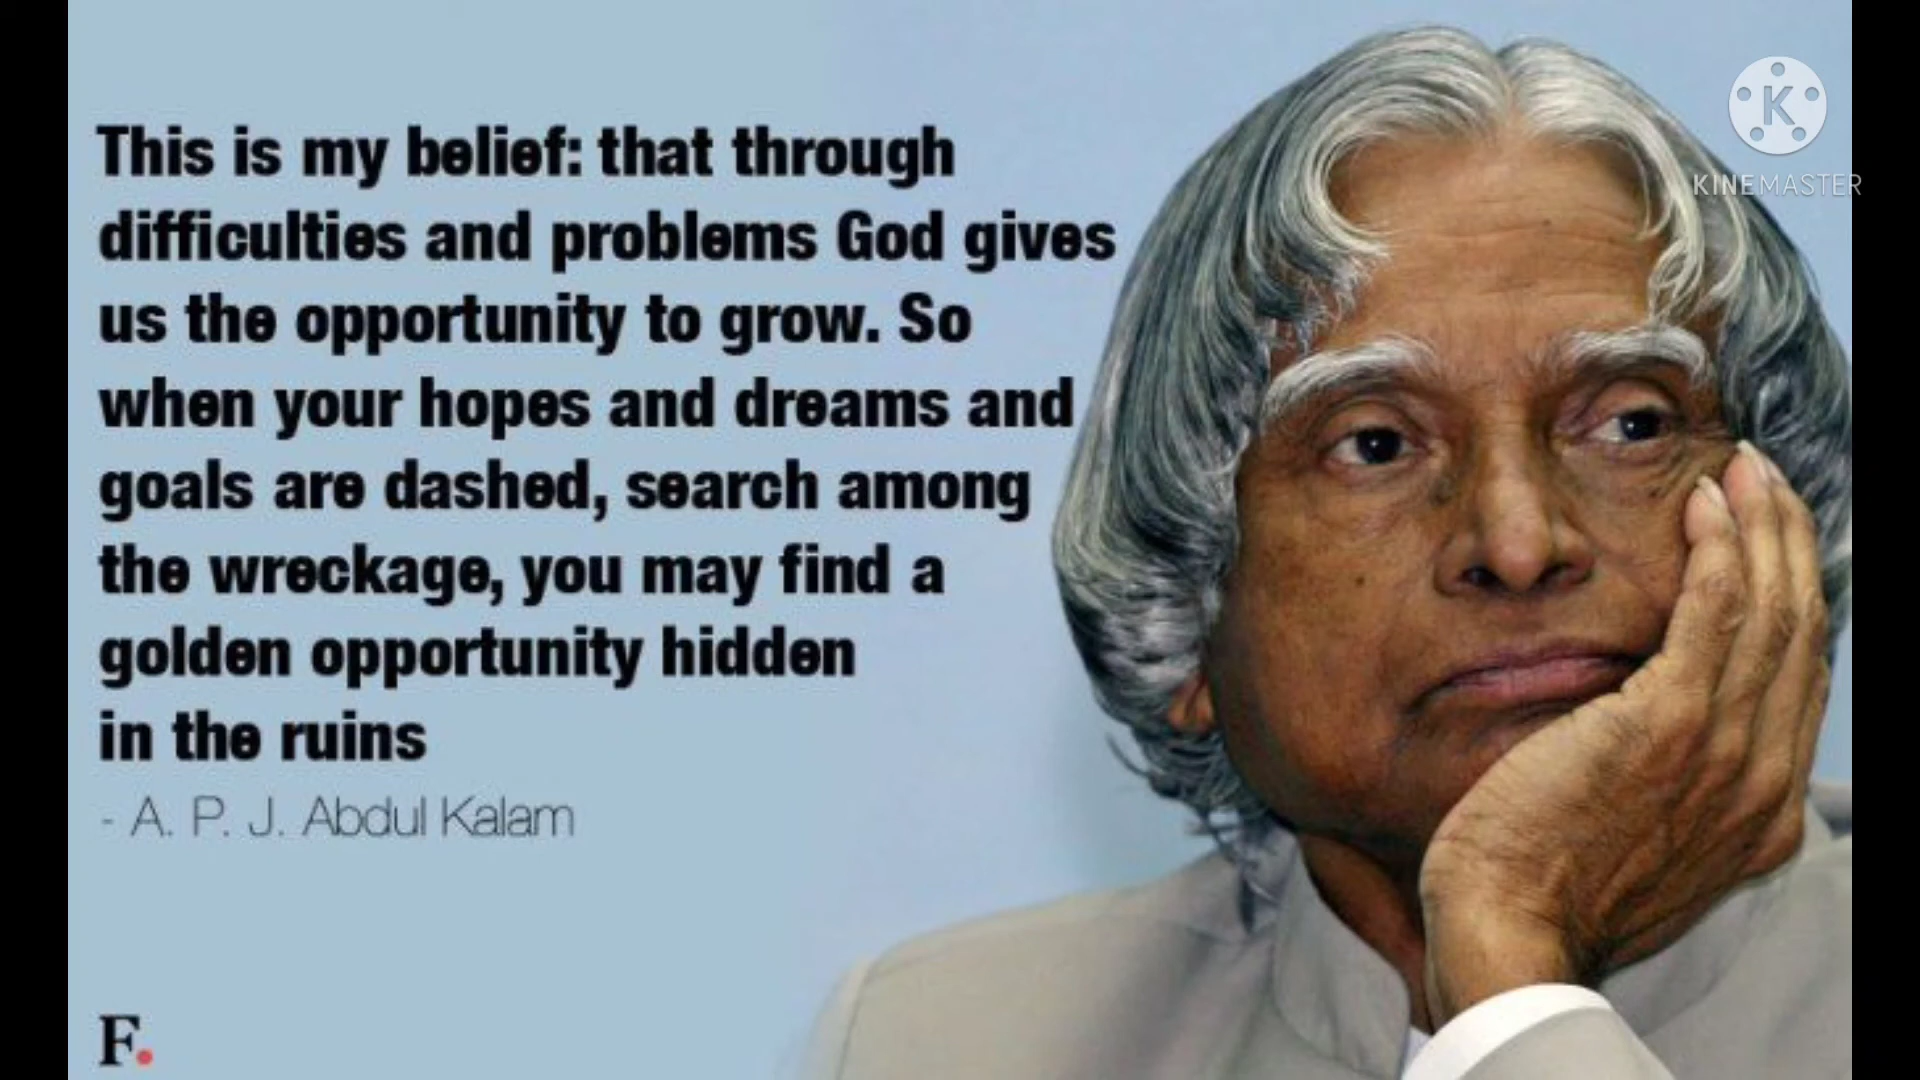 This is my belief: that through
difficulties and problems God gives
us the opportunity to grow. So
when your hopes and dreams and
goals are dashed, search among
the wreckage, you may find a
golden opportunity hidden
in the ruins
- A. P. J. Abdul Kalam
F.
K
KINEMASTER